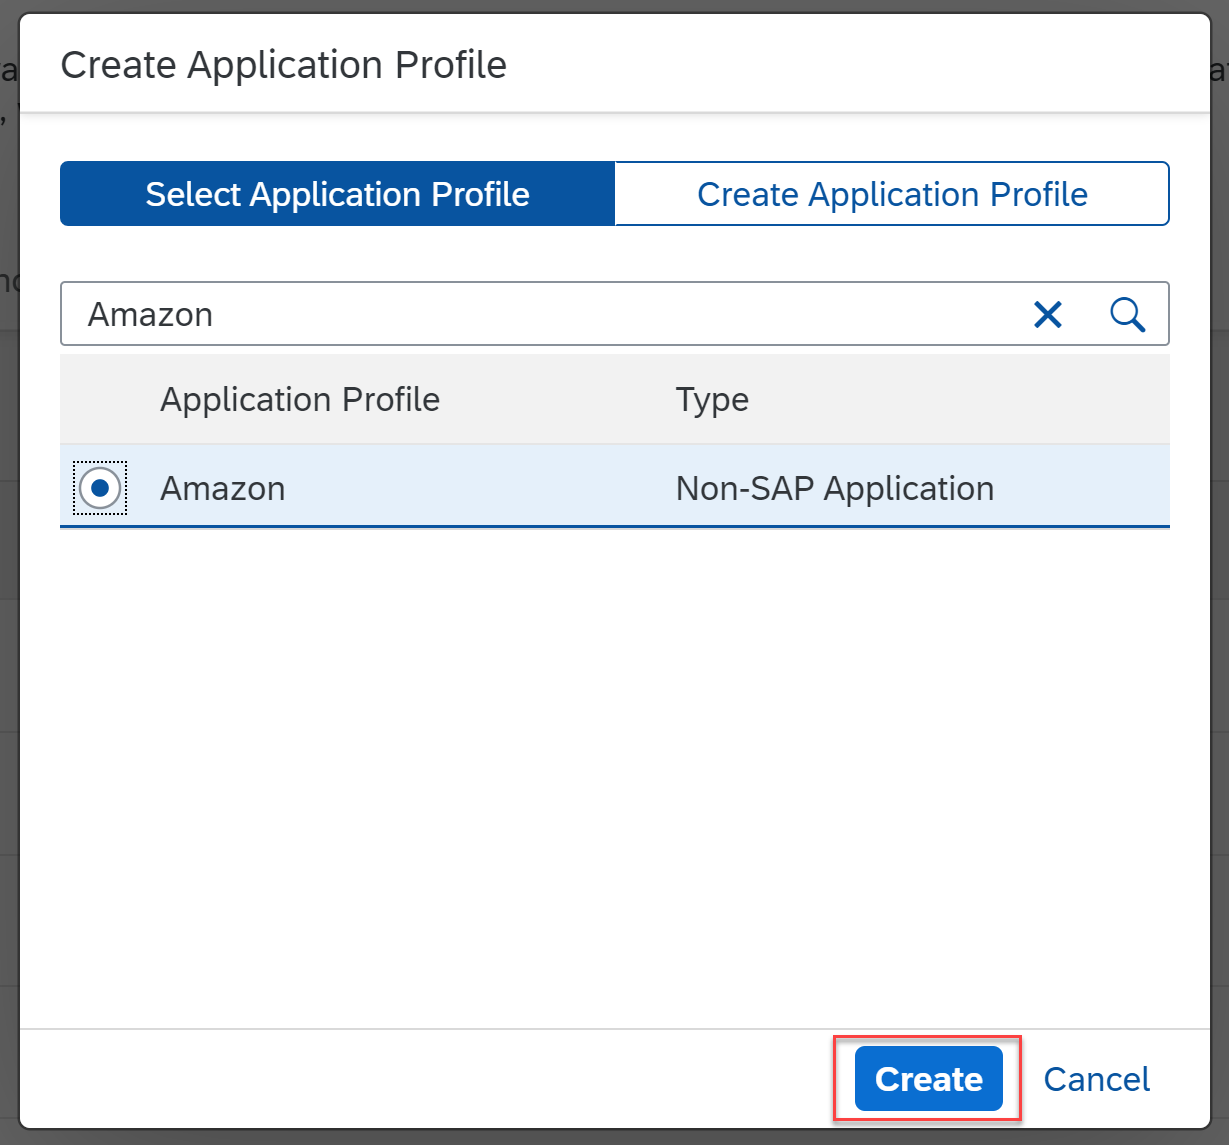 Create Application Profile
Select Application Profile
Create Application Profile
Amazon
Application Profile Type
Amazon Non-SAP Application
Create Cancel